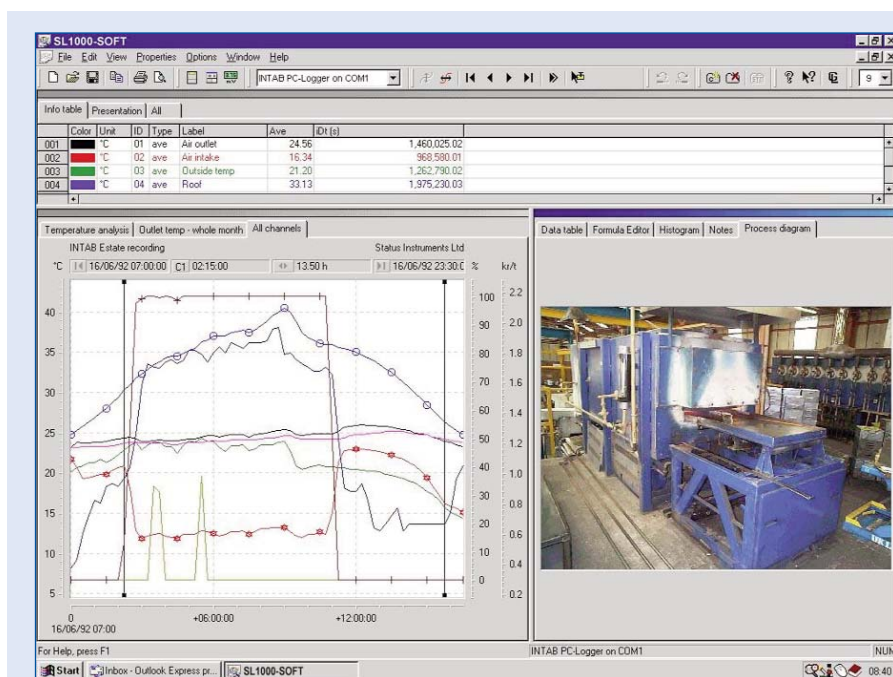 SL1000-SOFT
File Edit View Properties Options Window Help
INTAB PC-Logger on COM1
9
Info table Presentation All
Color Unit ID Type Label Ave iDt (s)
001 °C 01 ave Air outlet 24.56 1,460,025.02
002 °C 02 ave Air intake 16.34 968,580.01
003 °C 03 ave Outside temp 21.20 1,262,790.02
004 °C 04 ave Roof 33.13 1,975,230.03
Temperature analysis Outlet temp - whole month All channels
Data table Formula Editor Histogram Notes Process diagram
INTAB Estate recording Status Instruments Ltd
°C 16/06/92 07:00:00 C1 02:15:00 13.50 h 16/06/92 23:30:0 % kr/t
40
35
30
25
20
15
10
5
100
90
80
70
60
50
40
30
20
10
0
2.2
2.0
1.8
1.6
1.4
1.2
1.0
0.8
0.6
0.4
0.2
0 +06:00:00 +12:00:00
16/06/92 07:00
For Help, press F1 INTAB PC-Logger on COM1 NUM
Start Inbox - Outlook Express pr... SL1000-SOFT 08:40